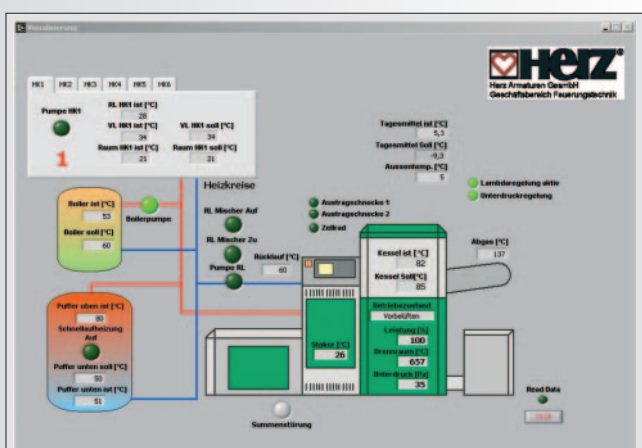 Visualisierung
HERZ®
Herz Armaturen GesmbH
Geschäftsbereich Feuerungstechnik
HK1 HK2 HK3 HK4 HK5 HK6
Pumpe HK1
1
RL HK1 ist [°C]
28
VL HK1 ist [°C]
34
VL HK1 soll [°C]
34
Raum HK1 ist [°C]
21
Raum HK1 soll [°C]
21
Tagesmittel ist [°C]
5,3
Tagesmittel Soll [°C]
-9,3
Aussentemp. [°C]
5
Lambdaregelung aktiv
Unterdruckregelung
Boiler ist [°C]
53
Boiler soll [°C]
60
Boilerpumpe
Heizkreise
RL Mischer Auf
RL Mischer Zu
Pumpe RL
Austragschnecke 1
Austragschnecke 2
Zellrad
Rücklauf [°C]
60
Kessel ist [°C]
82
Kessel Soll[°C]
85
Abgas [°C]
137
Puffer oben ist [°C]
80
Schnellaufheizung
Auf
Puffer unten soll [°C]
50
Puffer unten ist [°C]
51
Stoker [°C]
26
Betriebszustand
Vorbelüften
Leistung [%]
100
Brennraum [°C]
657
Unterdruck [Pa]
35
Summenstörung
Read Data
STOP